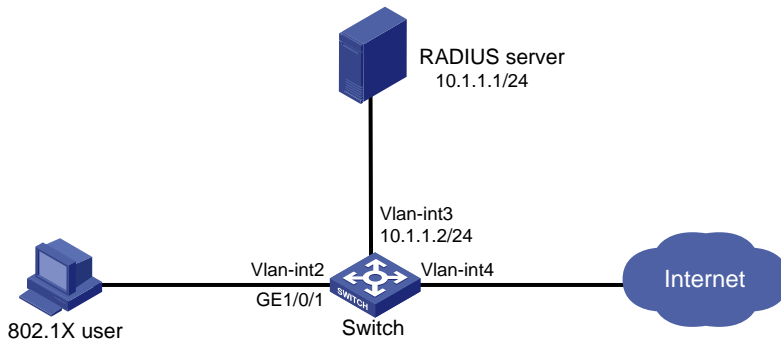 RADIUS server
10.1.1.1/24
Vlan-int3
10.1.1.2/24
Vlan-int2
Vlan-int4
GE1/0/1
SWITCH
Internet
802.1X user
Switch